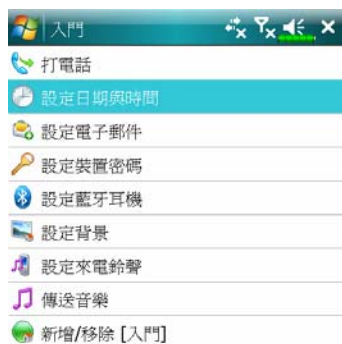 入門
打電話
設定日期與時間
設定電子郵件
設定裝置密碼
設定藍牙耳機
設定背景
設定來電鈴聲
傳送音樂
新增/移除 [入門]